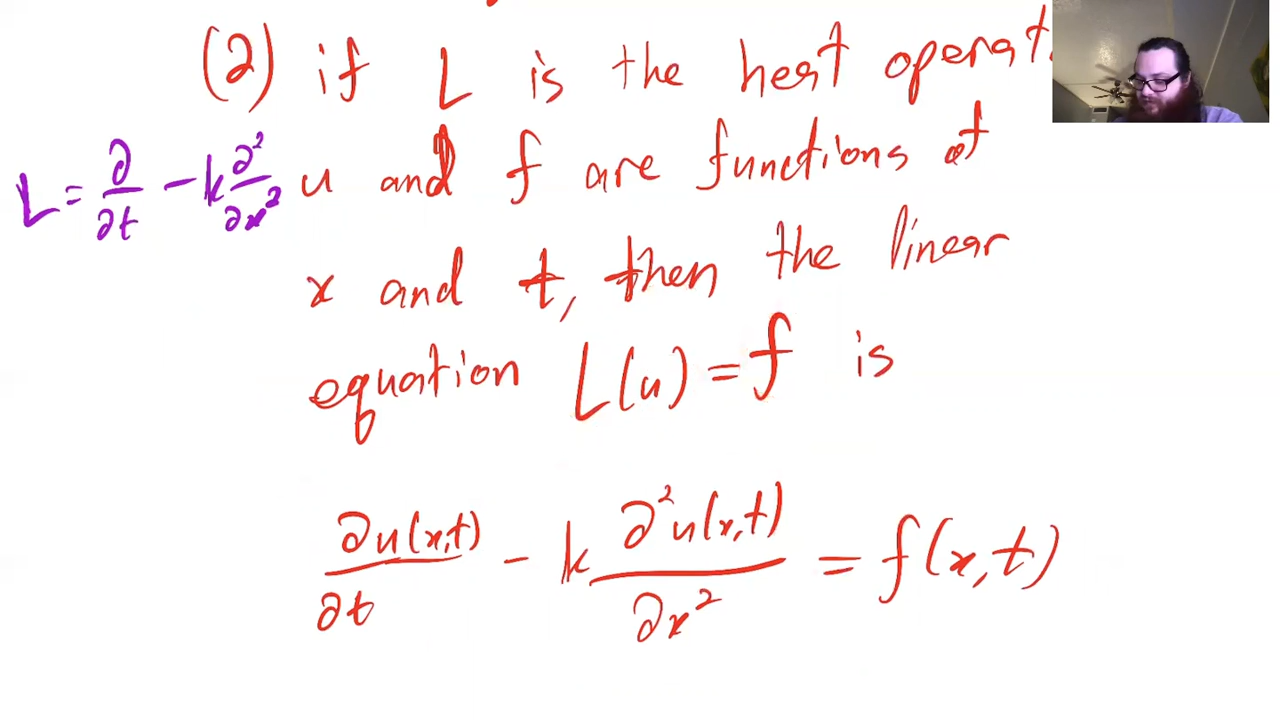 (2) if L is the heat operat
L = ∂/∂t − k ∂²/∂x²
u and f are functions of
x and t, then the linear
equation L(u) = f is
∂u(x,t)/∂t − k ∂²u(x,t)/∂x² = f(x,t)